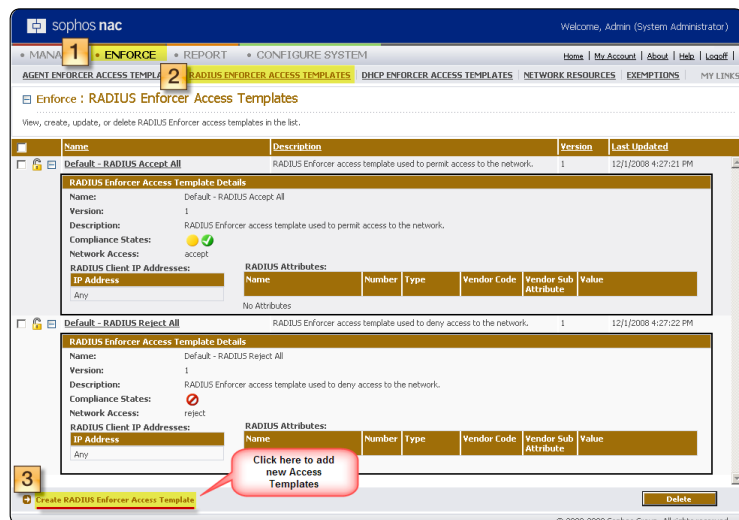 sophos nac
Welcome, Admin (System Administrator)
• MANA 1 • ENFORCE • REPORT • CONFIGURE SYSTEM
Home | My Account | About | Help | Logoff |
AGENT ENFORCER ACCESS TEMPLA 2 RADIUS ENFORCER ACCESS TEMPLATES DHCP ENFORCER ACCESS TEMPLATES NETWORK RESOURCES EXEMPTIONS MY LINKS
Enforce : RADIUS Enforcer Access Templates
View, create, update, or delete RADIUS Enforcer access templates in the list.
Name Description Version Last Updated
Default - RADIUS Accept All RADIUS Enforcer access template used to permit access to the network. 1 12/1/2008 4:27:21 PM
RADIUS Enforcer Access Template Details
Name: Default - RADIUS Accept All
Version: 1
Description: RADIUS Enforcer access template used to permit access to the network.
Compliance States:
Network Access: accept
RADIUS Client IP Addresses: RADIUS Attributes:
IP Address Name Number Type Vendor Code Vendor Sub Attribute Value
Any
No Attributes
Default - RADIUS Reject All RADIUS Enforcer access template used to deny access to the network. 1 12/1/2008 4:27:22 PM
RADIUS Enforcer Access Template Details
Name: Default - RADIUS Reject All
Version: 1
Description: RADIUS Enforcer access template used to deny access to the network.
Compliance States:
Network Access: reject
RADIUS Client IP Addresses: RADIUS Attributes:
IP Address Name Number Type Vendor Code Vendor Sub Attribute Value
Any
Click here to add
new Access
Templates
3
Create RADIUS Enforcer Access Template
Delete